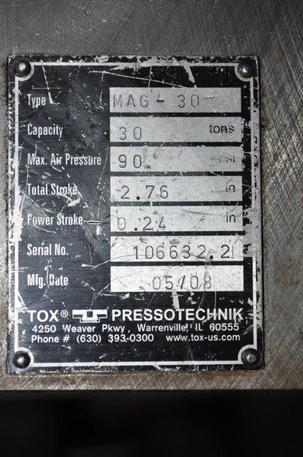 Type MAG - 30
Capacity 30 tons
Max. Air Pressure 90 psi
Total Stroke 2.76 in
Power Stroke 0.24 in
Serial No. 106632.2
Mfg. Date 05/08
TOX® PRESSOTECHNIK
4250 Weaver Pkwy, Warrenville, IL 60555
Phone # (630) 393-0300 www.tox-us.com